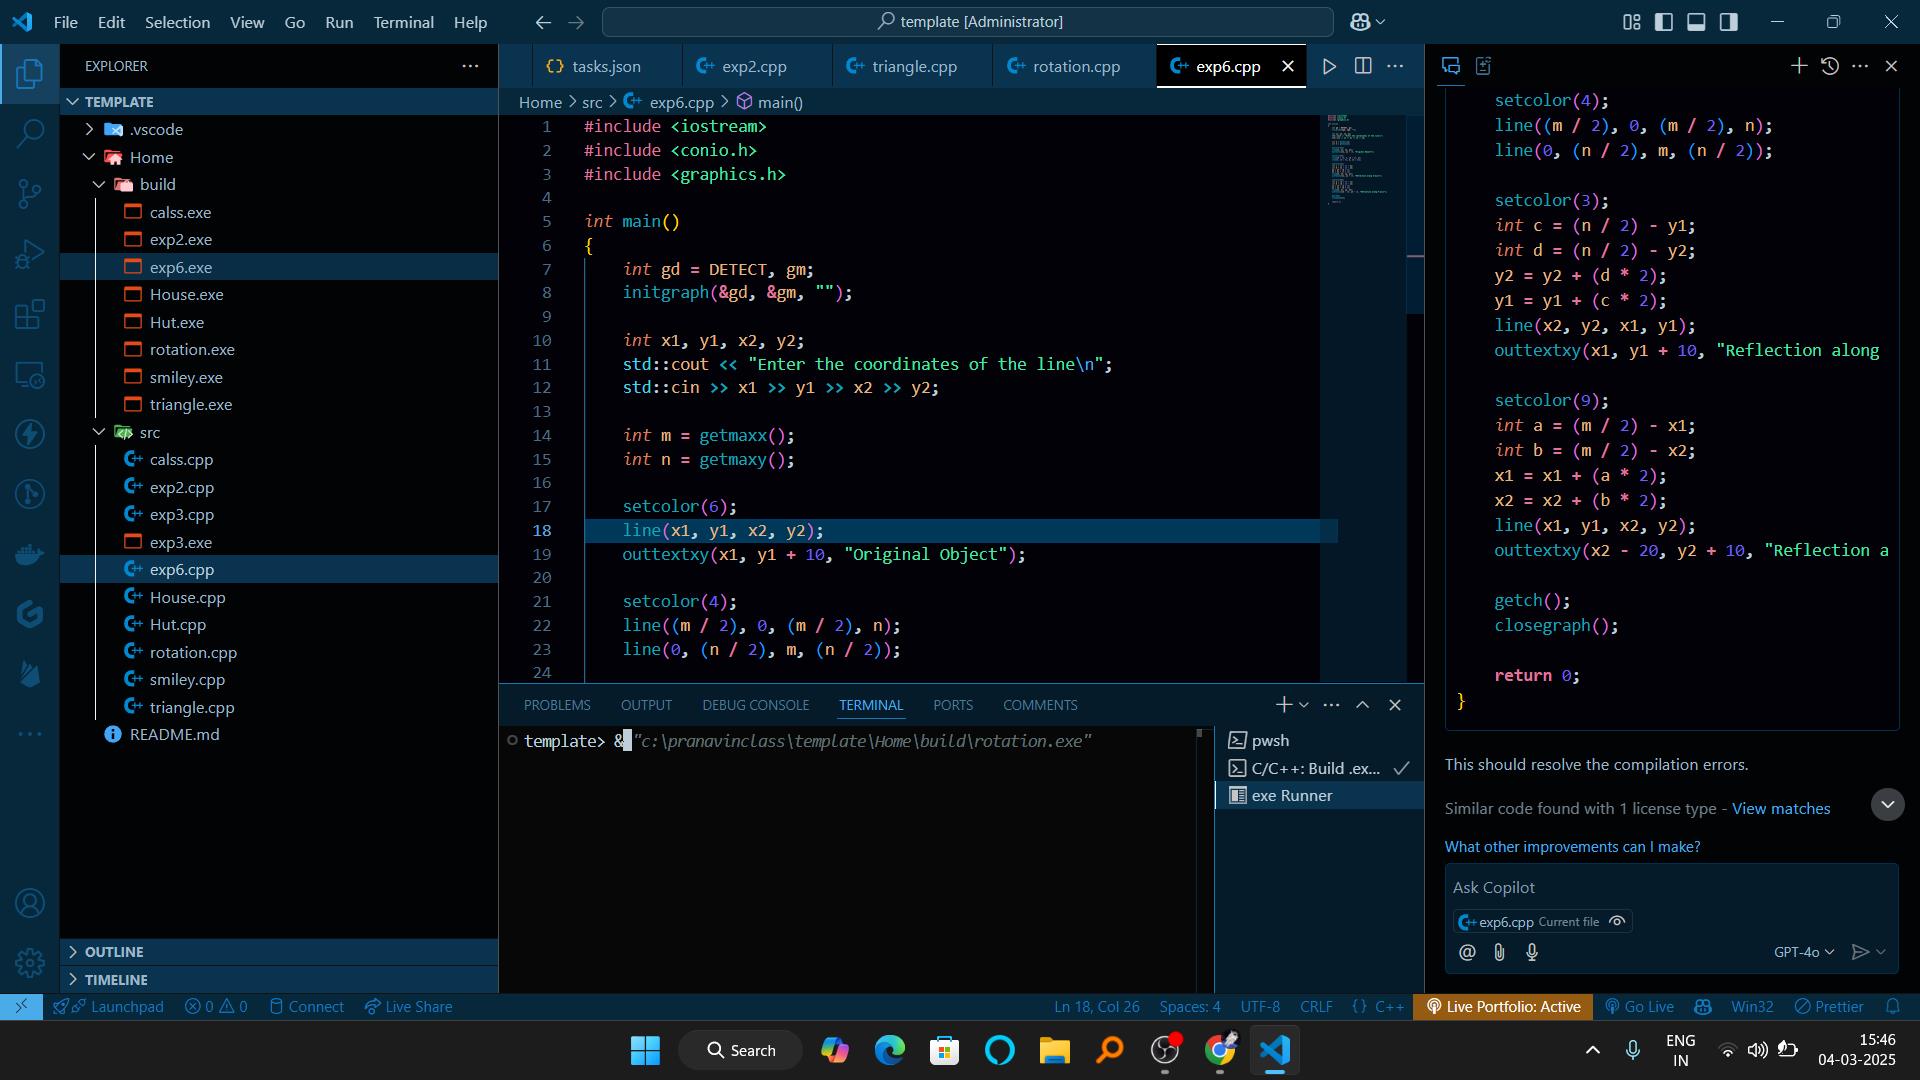 File Edit Selection View Go Run Terminal Help
template [Administrator]
EXPLORER
TEMPLATE
.vscode
Home
build
calss.exe
exp2.exe
exp6.exe
House.exe
Hut.exe
rotation.exe
smiley.exe
triangle.exe
src
calss.cpp
exp2.cpp
exp3.cpp
exp3.exe
exp6.cpp
House.cpp
Hut.cpp
rotation.cpp
smiley.cpp
triangle.cpp
README.md
OUTLINE
TIMELINE
tasks.json exp2.cpp triangle.cpp rotation.cpp exp6.cpp
Home > src > exp6.cpp > main()
1 #include <iostream>
2 #include <conio.h>
3 #include <graphics.h>
4
5 int main()
6 {
7 int gd = DETECT, gm;
8 initgraph(&gd, &gm, "");
9
10 int x1, y1, x2, y2;
11 std::cout << "Enter the coordinates of the line\n";
12 std::cin >> x1 >> y1 >> x2 >> y2;
13
14 int m = getmaxx();
15 int n = getmaxy();
16
17 setcolor(6);
18 line(x1, y1, x2, y2);
19 outtextxy(x1, y1 + 10, "Original Object");
20
21 setcolor(4);
22 line((m / 2), 0, (m / 2), n);
23 line(0, (n / 2), m, (n / 2));
24
PROBLEMS OUTPUT DEBUG CONSOLE TERMINAL PORTS COMMENTS
template> & "c:\pranavinclass\template\Home\build\rotation.exe"
pwsh
C/C++: Build .ex...
exe Runner
setcolor(4);
line((m / 2), 0, (m / 2), n);
line(0, (n / 2), m, (n / 2));
setcolor(3);
int c = (n / 2) - y1;
int d = (n / 2) - y2;
y2 = y2 + (d * 2);
y1 = y1 + (c * 2);
line(x2, y2, x1, y1);
outtextxy(x1, y1 + 10, "Reflection along
setcolor(9);
int a = (m / 2) - x1;
int b = (m / 2) - x2;
x1 = x1 + (a * 2);
x2 = x2 + (b * 2);
line(x1, y1, x2, y2);
outtextxy(x2 - 20, y2 + 10, "Reflection a
getch();
closegraph();
return 0;
}
This should resolve the compilation errors.
Similar code found with 1 license type - View matches
What other improvements can I make?
Ask Copilot
exp6.cpp Current file
GPT-4o
Launchpad 0 0 Connect Live Share Ln 18, Col 26 Spaces: 4 UTF-8 CRLF {} C++ Live Portfolio: Active Go Live Win32 Prettier
Search
ENG
IN
15:46
04-03-2025